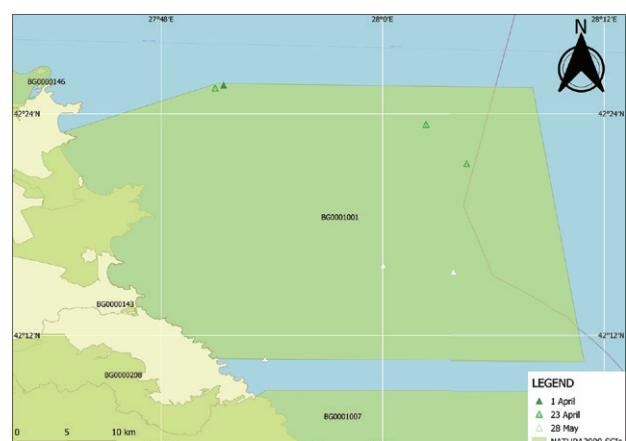 27°48'E 28°0'E 28°12'E
N
BG0000146
42°24'N 42°24'N
BG0001001
BG0000143
42°12'N 42°12'N
BG0000208
LEGEND
1 April
23 April
28 May
BG0001007
0 5 10 km